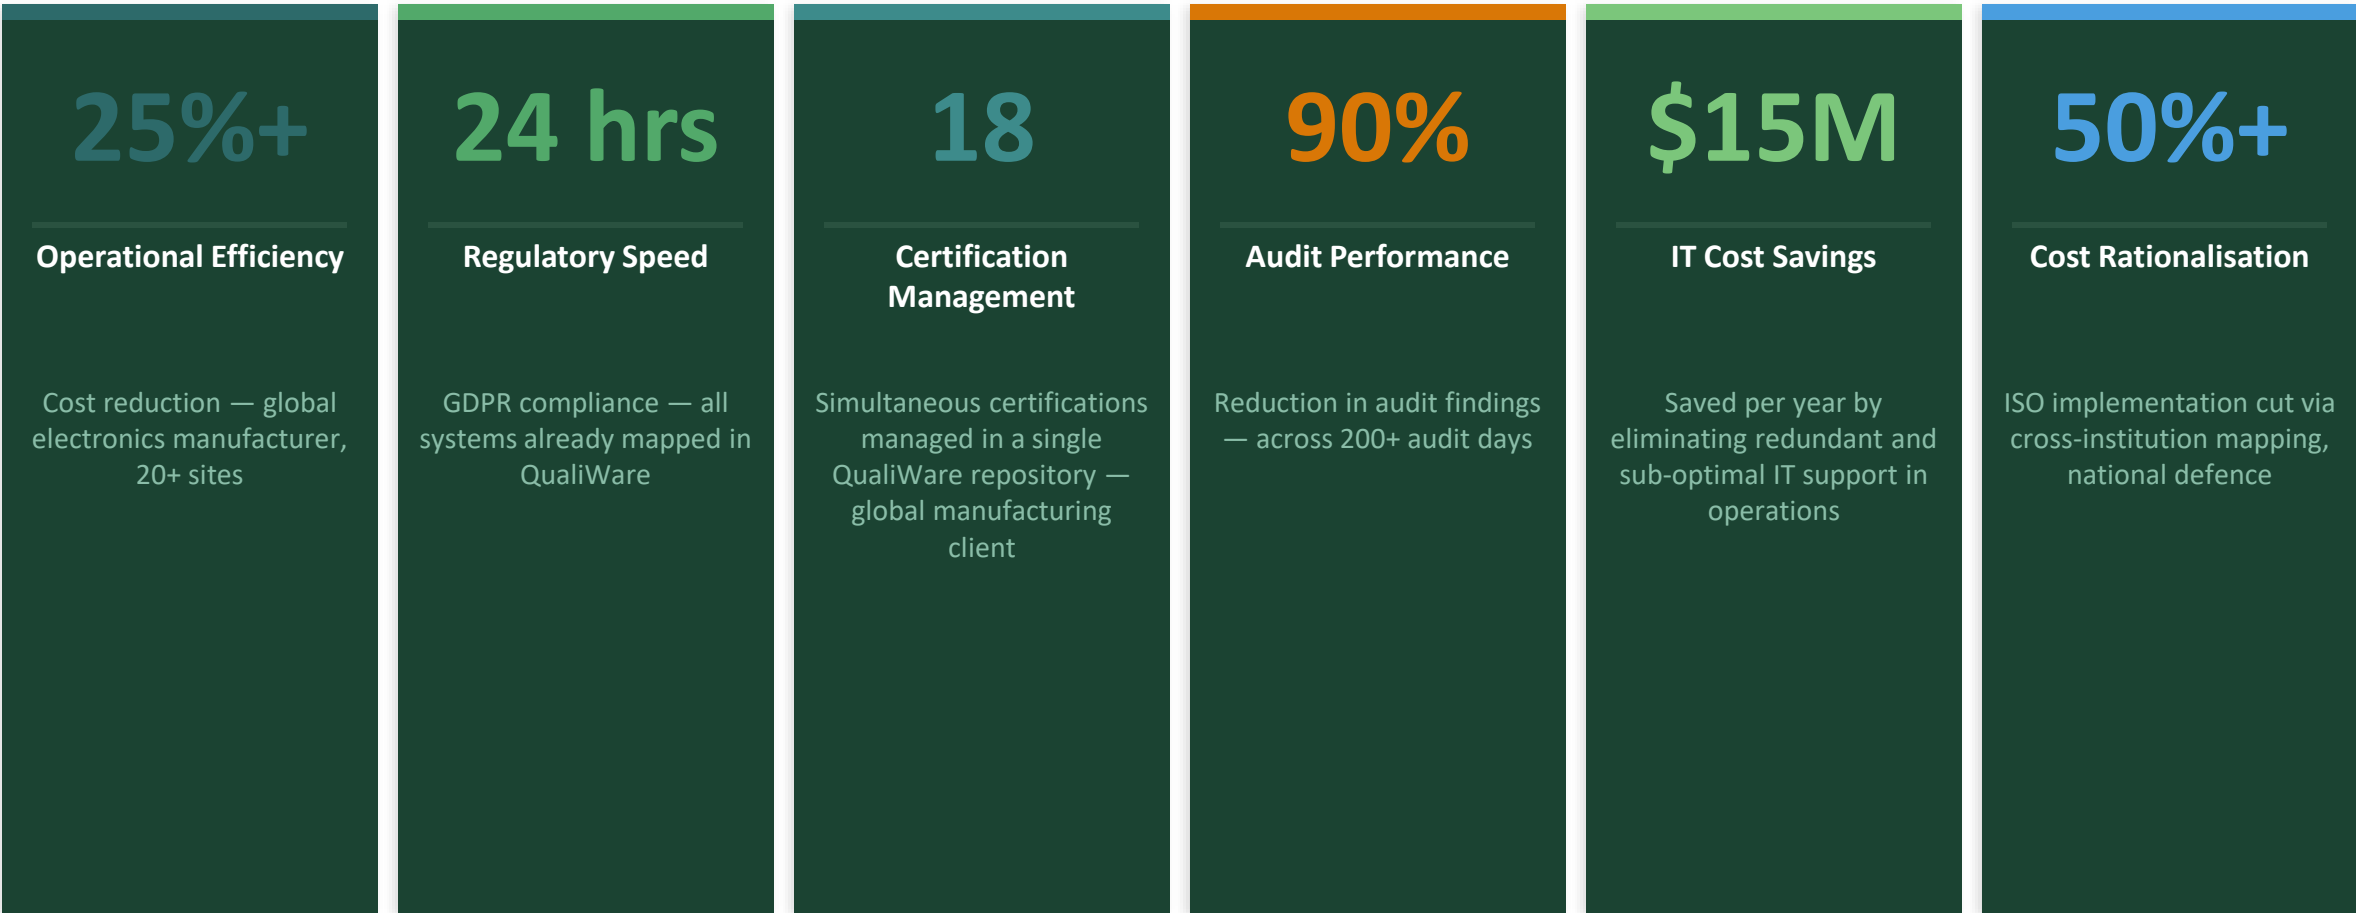 25%+
Operational Efficiency
Cost reduction — global
electronics manufacturer,
20+ sites
24 hrs
Regulatory Speed
GDPR compliance — all
systems already mapped in
QualiWare
18
Certification
Management
Simultaneous certifications
managed in a single
QualiWare repository —
global manufacturing
client
90%
Audit Performance
Reduction in audit findings
— across 200+ audit days
$15M
IT Cost Savings
Saved per year by
eliminating redundant and
sub-optimal IT support in
operations
50%+
Cost Rationalisation
ISO implementation cut via
cross-institution mapping,
national defence